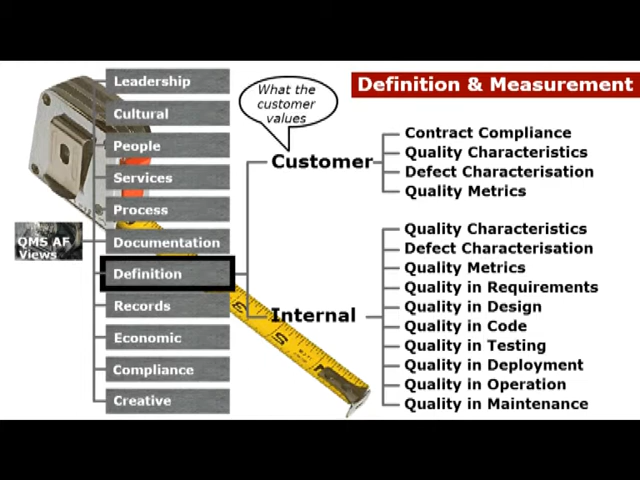 Definition & Measurement
What the
customer
values
QMS AF
Views
Leadership
Cultural
People
Services
Process
Documentation
Definition
Records
Economic
Compliance
Creative
Customer
Contract Compliance
Quality Characteristics
Defect Characterisation
Quality Metrics
Internal
Quality Characteristics
Defect Characterisation
Quality Metrics
Quality in Requirements
Quality in Design
Quality in Code
Quality in Testing
Quality in Deployment
Quality in Operation
Quality in Maintenance